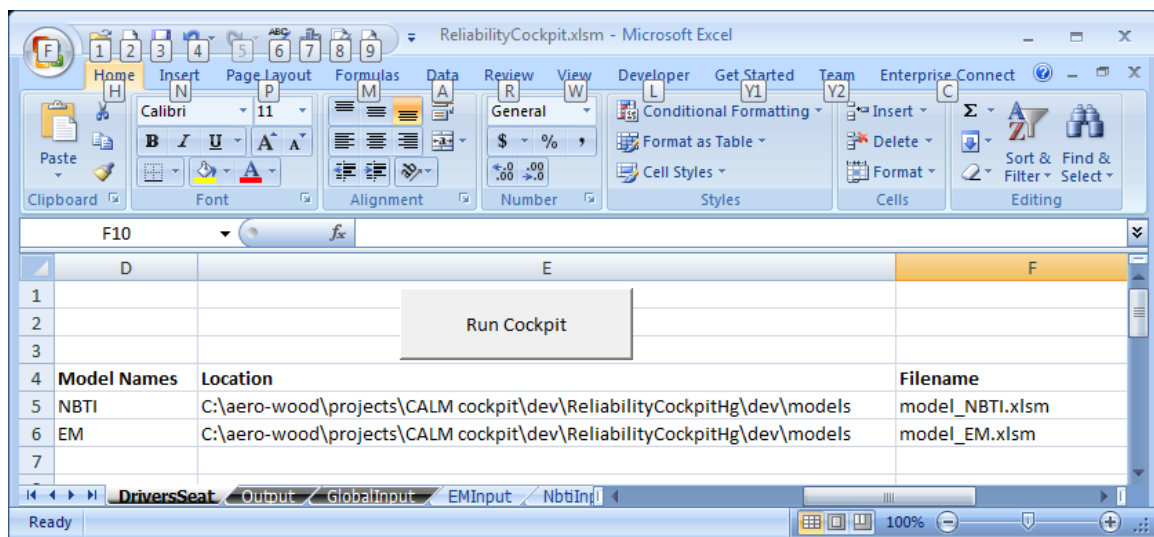 ReliabilityCockpit.xlsm - Microsoft Excel
F 1 2 3 4 5 6 7 8 9
Home Insert Page Layout Formulas Data Review View Developer Get Started Team Enterprise Connect
H N P M A R W L Y1 Y2 C
Calibri 11 General Conditional Formatting Insert Σ
Paste B I U A A $ % , Format as Table Delete Sort & Filter Find & Select
A .0 .00 .00 .0 Cell Styles Format
Clipboard Font Alignment Number Styles Cells Editing
F10 fx
D E F
1
2 Run Cockpit
3
4 Model Names Location Filename
5 NBTI C:\aero-wood\projects\CALM cockpit\dev\ReliabilityCockpitHg\dev\models model_NBTI.xlsm
6 EM C:\aero-wood\projects\CALM cockpit\dev\ReliabilityCockpitHg\dev\models model_EM.xlsm
7
DriversSeat Output GlobalInput EMInput NbtiInp
Ready 100%